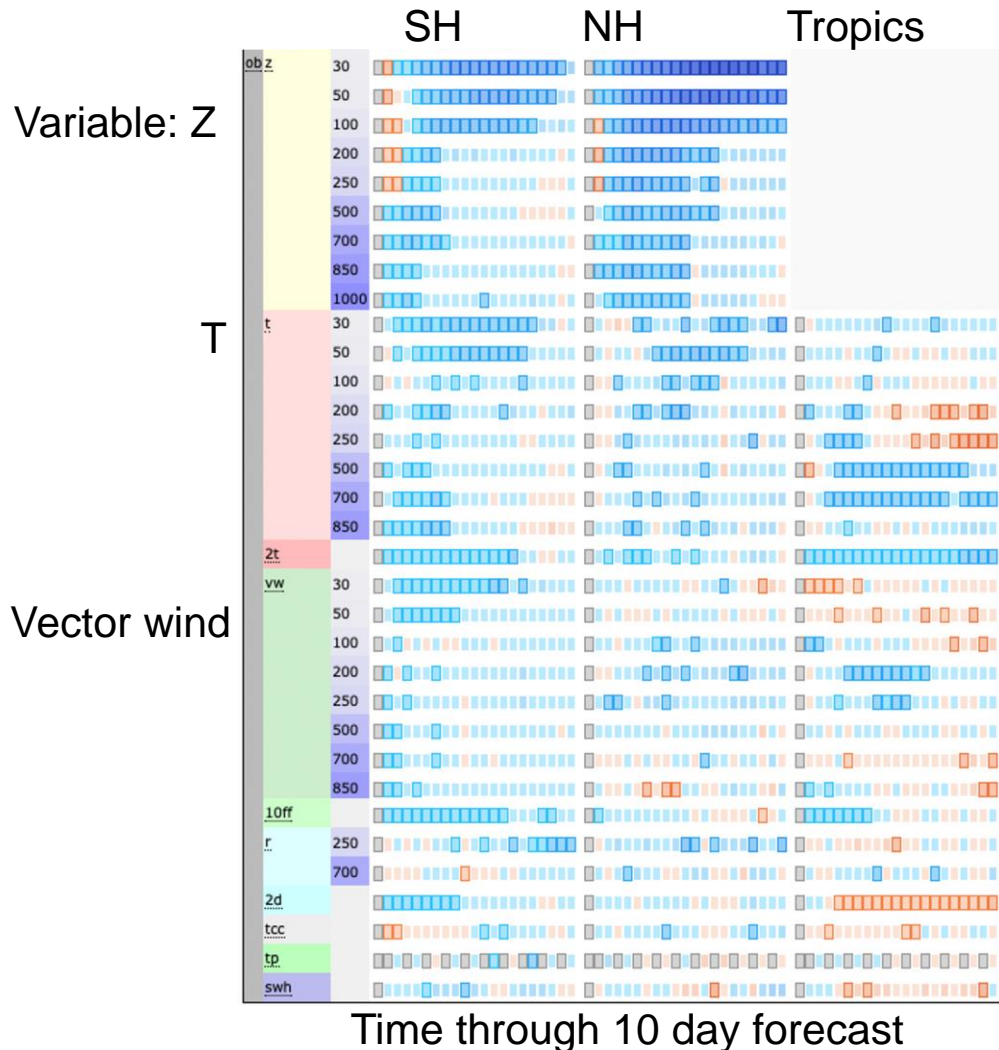 SH NH Tropics
ob z 30
50
Variable: Z 100
200
250
500
700
850
1000
T t 30
50
100
200
250
500
700
850
2t
vw 30
Vector wind 50
100
200
250
500
700
850
10ff
r 250
700
2d
tcc
tp
swh
Time through 10 day forecast